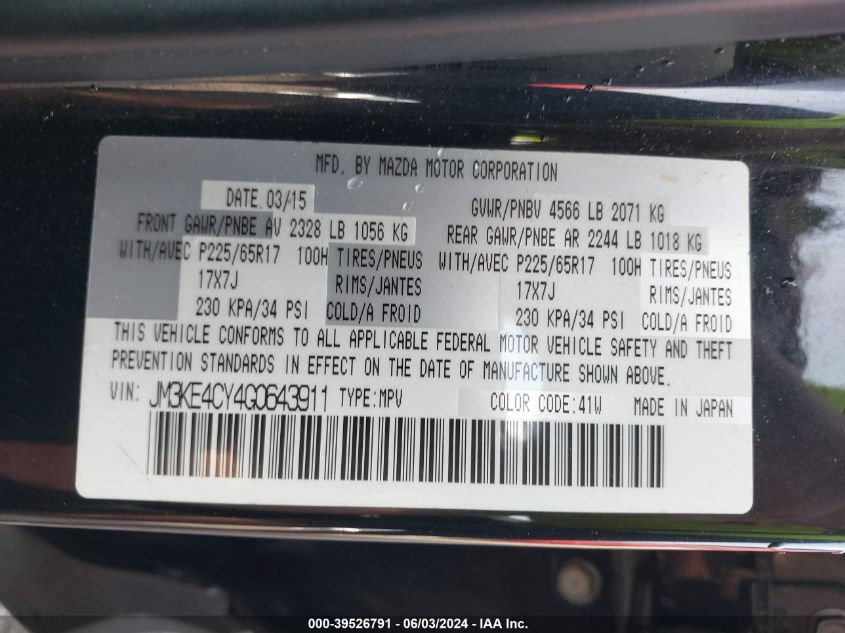 MFD. BY MAZDA MOTOR CORPORATION
DATE 03/15 GVWR/PNBV 4566 LB 2071 KG
FRONT GAWR/PNBE AV 2328 LB 1056 KG REAR GAWR/PNBE AR 2244 LB 1018 KG
WITH/AVEC P225/65R17 100H TIRES/PNEUS WITH/AVEC P225/65R17 100H TIRES/PNEUS
17X7J RIMS/JANTES 17X7J RIMS/JANTES
230 KPA/34 PSI COLD/A FROID 230 KPA/34 PSI COLD/A FROID
THIS VEHICLE CONFORMS TO ALL APPLICABLE FEDERAL MOTOR VEHICLE SAFETY AND THEFT
PREVENTION STANDARDS IN EFFECT ON THE DATE OF MANUFACTURE SHOWN ABOVE.
VIN: JM3KE4CY4G0643911 TYPE:MPV COLOR CODE:41W MADE IN JAPAN
000-39526791 - 06/03/2024 - IAA Inc.